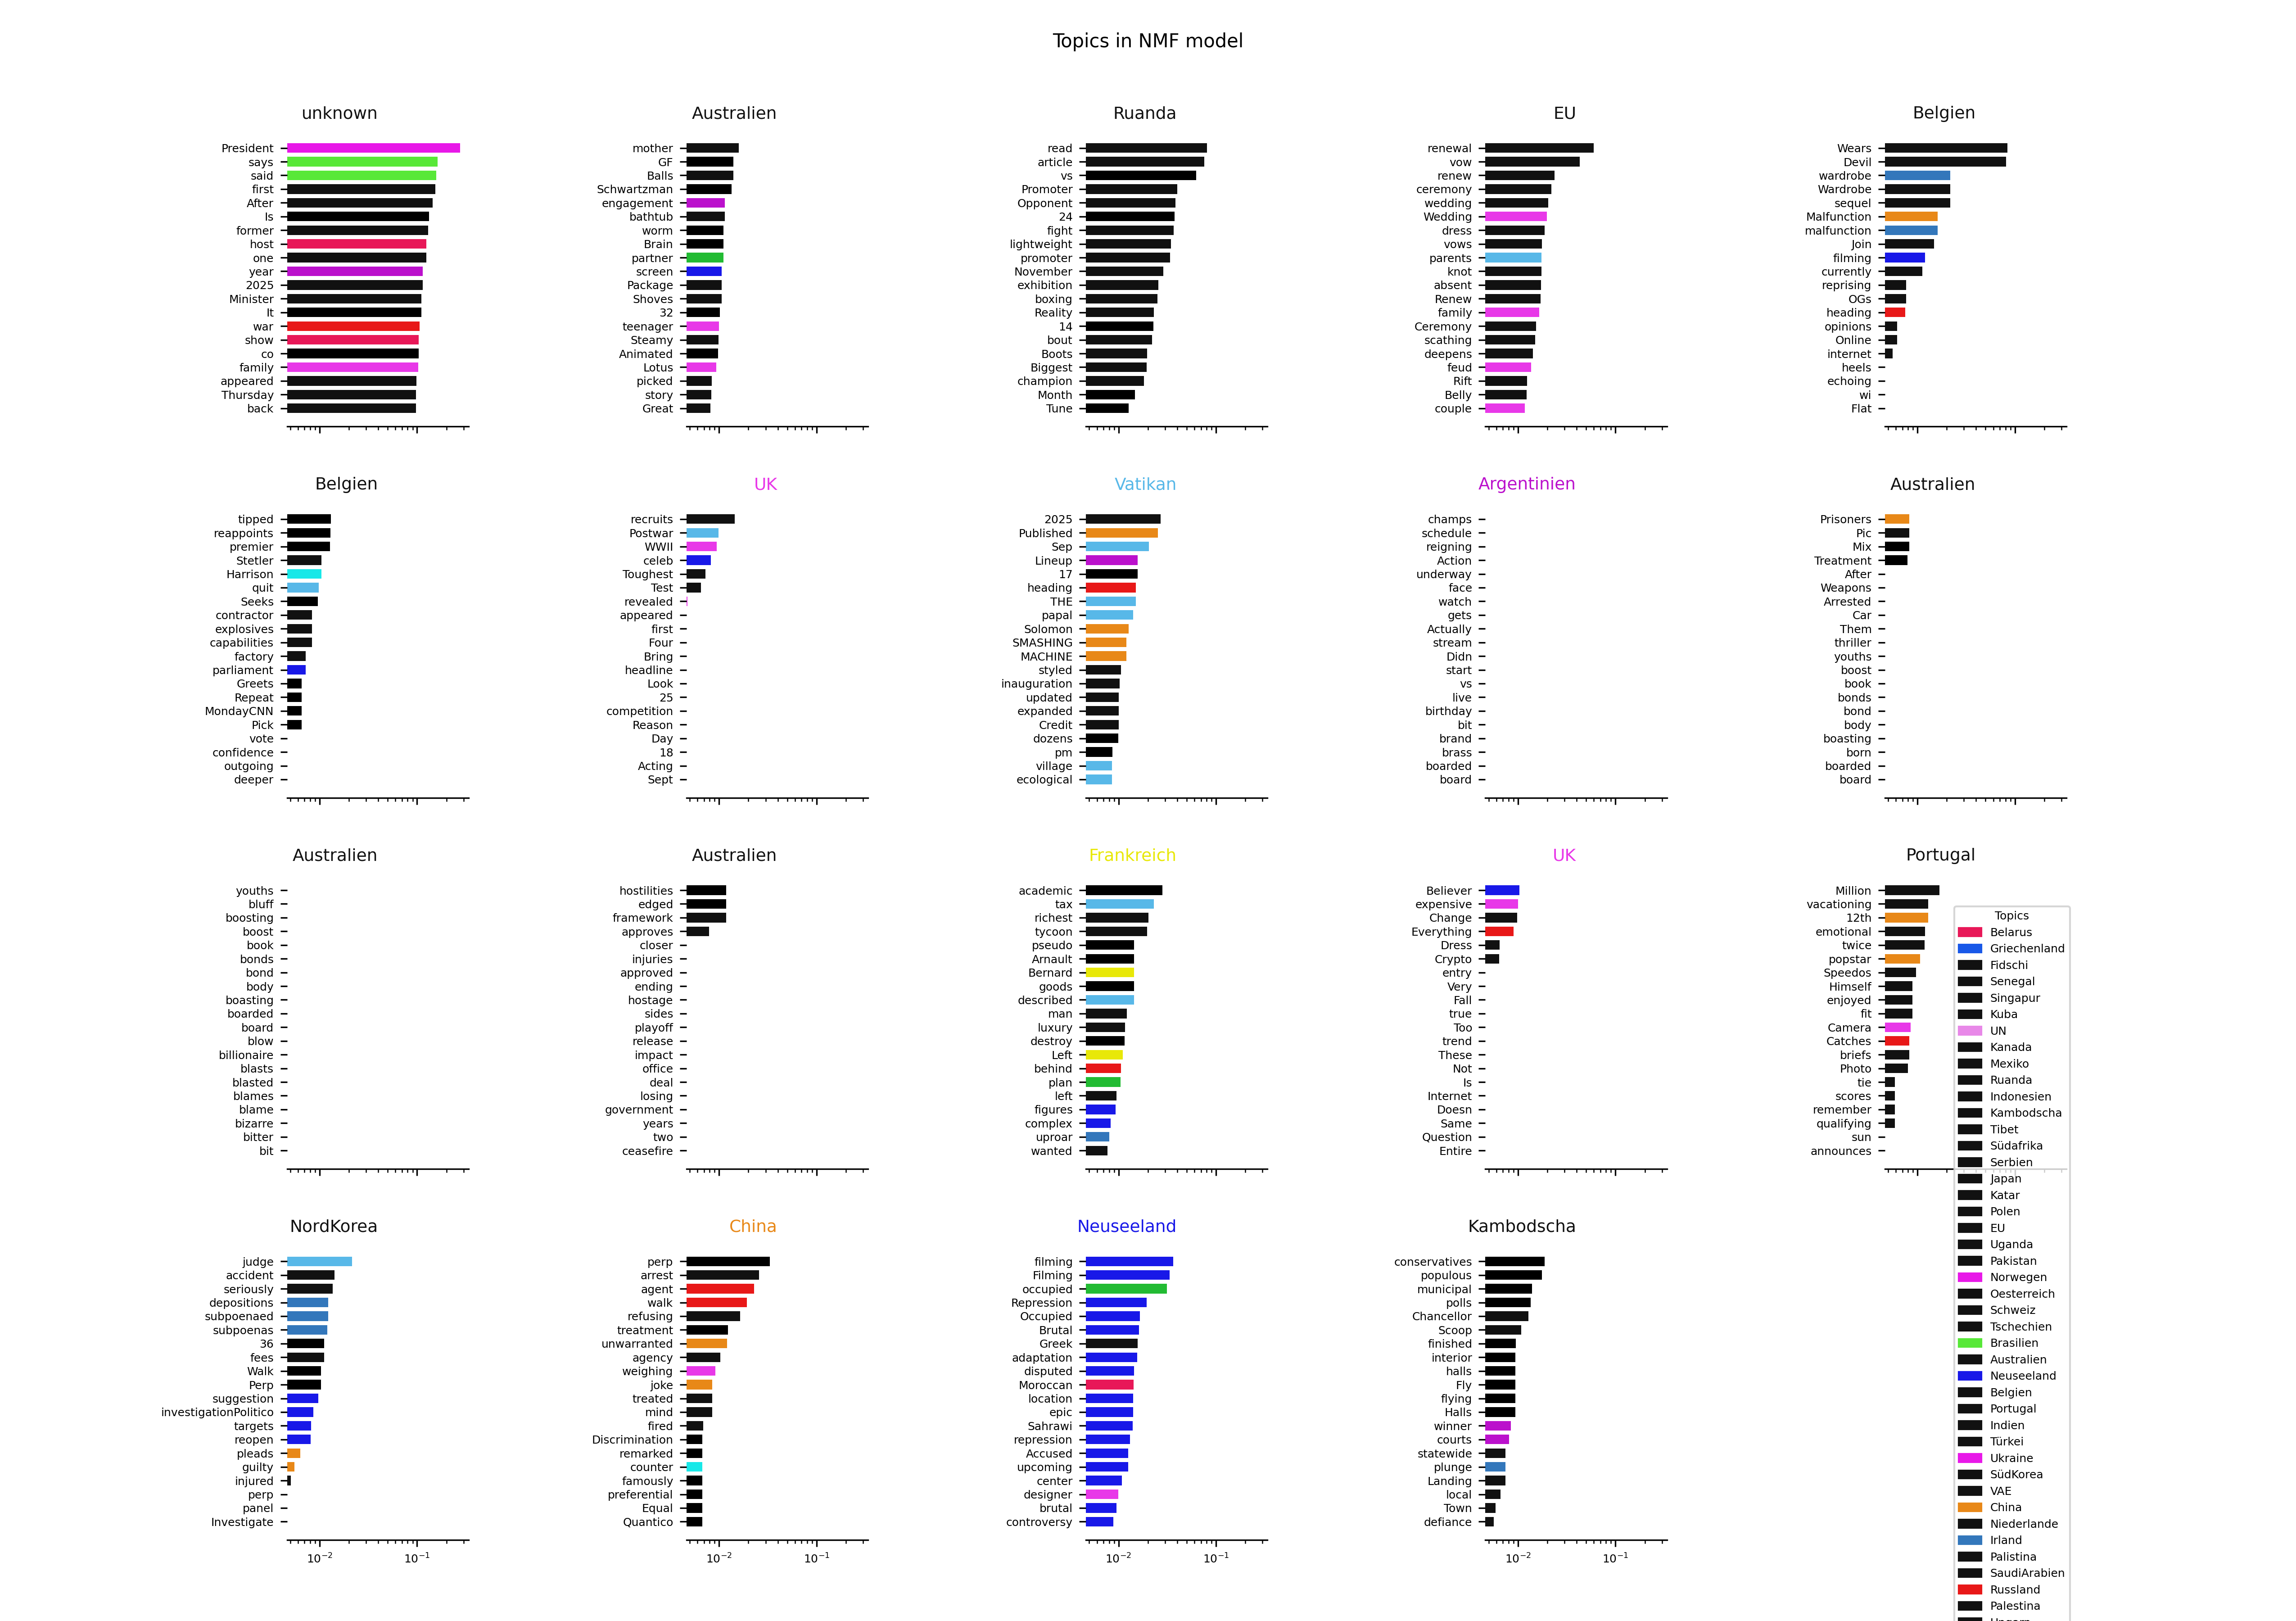 Topics in NMF model
unknown
President
says
said
first
After
Is
former
host
one
year
2025
Minister
It
war
show
co
family
appeared
Thursday
back
Australien
mother
GF
Balls
Schwartzman
engagement
bathtub
worm
Brain
partner
screen
Package
Shoves
32
teenager
Steamy
Animated
Lotus
picked
story
Great
Ruanda
read
article
vs
Promoter
Opponent
24
fight
lightweight
promoter
November
exhibition
boxing
Reality
14
bout
Boots
Biggest
champion
Month
Tune
EU
renewal
vow
renew
ceremony
wedding
Wedding
dress
vows
parents
knot
absent
Renew
family
Ceremony
scathing
deepens
feud
Rift
Belly
couple
Belgien
Wears
Devil
wardrobe
Wardrobe
sequel
Malfunction
malfunction
Join
filming
currently
reprising
OGs
heading
opinions
Online
internet
heels
echoing
wi
Flat
Belgien
tipped
reappoints
premier
Stetler
Harrison
quit
Seeks
contractor
explosives
capabilities
factory
parliament
Greets
Repeat
MondayCNN
Pick
vote
confidence
outgoing
deeper
UK
recruits
Postwar
WWII
celeb
Toughest
Test
revealed
appeared
first
Four
Bring
headline
Look
25
competition
Reason
Day
18
Acting
Sept
Vatikan
2025
Published
Sep
Lineup
17
heading
THE
papal
Solomon
SMASHING
MACHINE
styled
inauguration
updated
expanded
Credit
dozens
pm
village
ecological
Argentinien
champs
schedule
reigning
Action
underway
face
watch
gets
Actually
stream
Didn
start
vs
live
birthday
bit
brand
brass
boarded
board
Australien
Prisoners
Pic
Mix
Treatment
After
Weapons
Arrested
Car
Them
thriller
youths
boost
book
bonds
bond
body
boasting
born
boarded
board
Australien
youths
bluff
boosting
boost
book
bonds
bond
body
boasting
boarded
board
blow
billionaire
blasts
blasted
blames
blame
bizarre
bitter
bit
Australien
hostilities
edged
framework
approves
closer
injuries
approved
ending
hostage
sides
playoff
release
impact
office
deal
losing
government
years
two
ceasefire
Frankreich
academic
tax
richest
tycoon
pseudo
Arnault
Bernard
goods
described
man
luxury
destroy
Left
behind
plan
left
figures
complex
uproar
wanted
UK
Believer
expensive
Change
Everything
Dress
Crypto
entry
Very
Fall
true
Too
trend
These
Not
Is
Internet
Doesn
Same
Question
Entire
Portugal
Million
vacationing
12th
emotional
twice
popstar
Speedos
Himself
enjoyed
fit
Camera
Catches
briefs
Photo
tie
scores
remember
qualifying
sun
announces
NordKorea
judge
accident
seriously
depositions
subpoenaed
subpoenas
36
fees
Walk
Perp
suggestion
investigationPolitico
targets
reopen
pleads
guilty
injured
perp
panel
Investigate
10⁻² 10⁻¹
China
perp
arrest
agent
walk
refusing
treatment
unwarranted
agency
weighing
joke
treated
mind
fired
Discrimination
remarked
counter
famously
preferential
Equal
Quantico
10⁻² 10⁻¹
Neuseeland
filming
Filming
occupied
Repression
Occupied
Brutal
Greek
adaptation
disputed
Moroccan
location
epic
Sahrawi
repression
Accused
upcoming
center
designer
brutal
controversy
10⁻² 10⁻¹
Kambodscha
conservatives
populous
municipal
polls
Chancellor
Scoop
finished
interior
halls
Fly
flying
Halls
winner
courts
statewide
plunge
Landing
local
Town
defiance
10⁻² 10⁻¹
Topics
Belarus
Griechenland
Fidschi
Senegal
Singapur
Kuba
UN
Kanada
Mexiko
Ruanda
Indonesien
Kambodscha
Tibet
Südafrika
Serbien
Japan
Katar
Polen
EU
Uganda
Pakistan
Norwegen
Oesterreich
Schweiz
Tschechien
Brasilien
Australien
Neuseeland
Belgien
Portugal
Indien
Türkei
Ukraine
SüdKorea
VAE
China
Niederlande
Irland
Palistina
SaudiArabien
Russland
Palestina